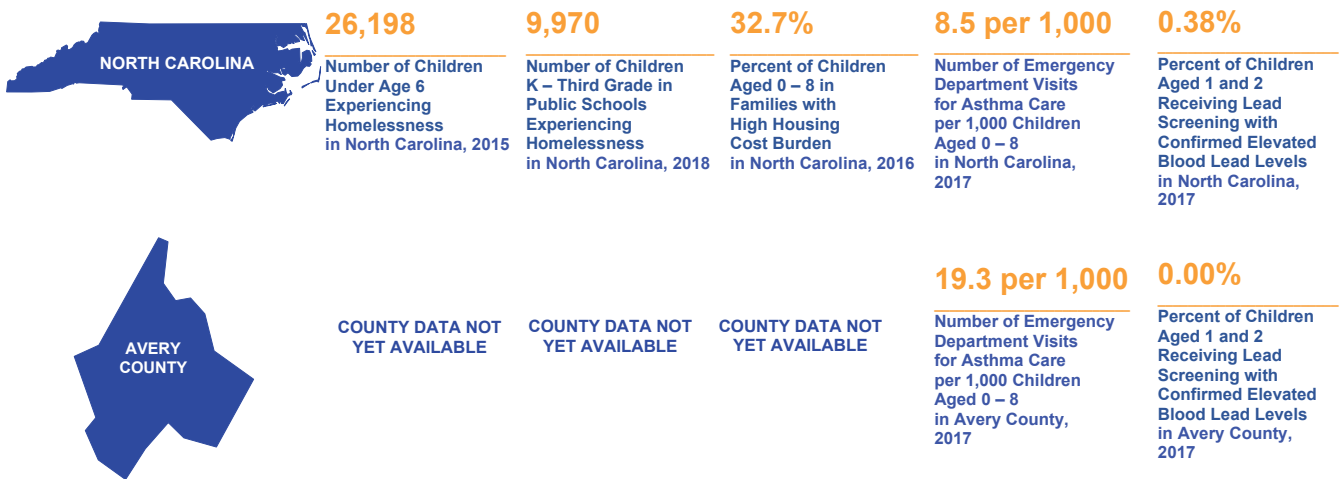 NORTH CAROLINA
26,198
Number of Children
Under Age 6
Experiencing
Homelessness
in North Carolina, 2015
9,970
Number of Children
K – Third Grade in
Public Schools
Experiencing
Homelessness
in North Carolina, 2018
32.7%
Percent of Children
Aged 0 – 8 in
Families with
High Housing
Cost Burden
in North Carolina, 2016
8.5 per 1,000
Number of Emergency
Department Visits
for Asthma Care
per 1,000 Children
Aged 0 – 8
in North Carolina,
2017
0.38%
Percent of Children
Aged 1 and 2
Receiving Lead
Screening with
Confirmed Elevated
Blood Lead Levels
in North Carolina,
2017
AVERY
COUNTY
COUNTY DATA NOT
YET AVAILABLE
COUNTY DATA NOT
YET AVAILABLE
COUNTY DATA NOT
YET AVAILABLE
19.3 per 1,000
Number of Emergency
Department Visits
for Asthma Care
per 1,000 Children
Aged 0 – 8
in Avery County,
2017
0.00%
Percent of Children
Aged 1 and 2
Receiving Lead
Screening with
Confirmed Elevated
Blood Lead Levels
in Avery County,
2017